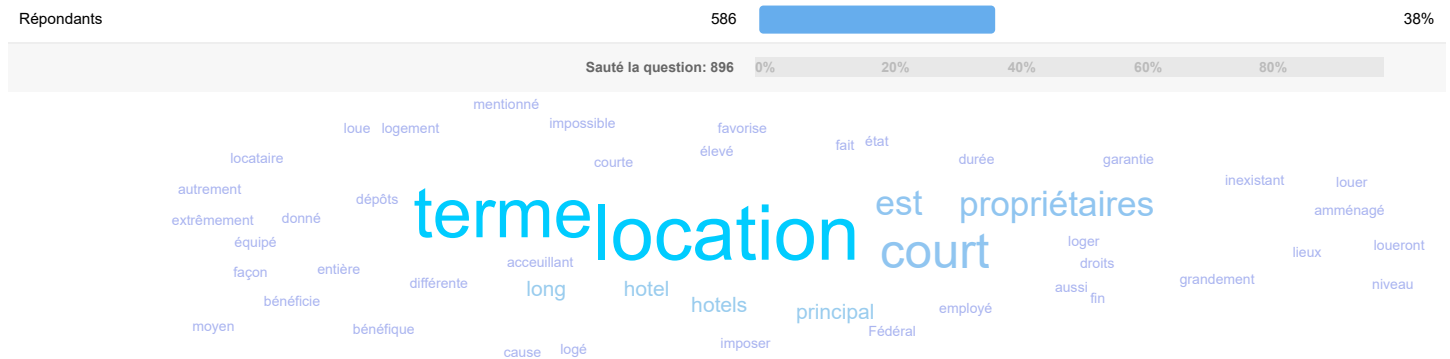 Répondants 586 38%
Sauté la question: 896 0% 20% 40% 60% 80%
mentionné
loue logement impossible favorise
fait état
locataire courte élevé durée garantie
inexistant louer
autrement dépôts terme location est propriétaires amménagé
extrêmement donné
équipé court loger lieux loueront
façon entière différente acceuillant droits
long hotel aussi fin grandement niveau
bénéficie hotels principal employé
moyen bénéfique Fédéral
cause logé imposer